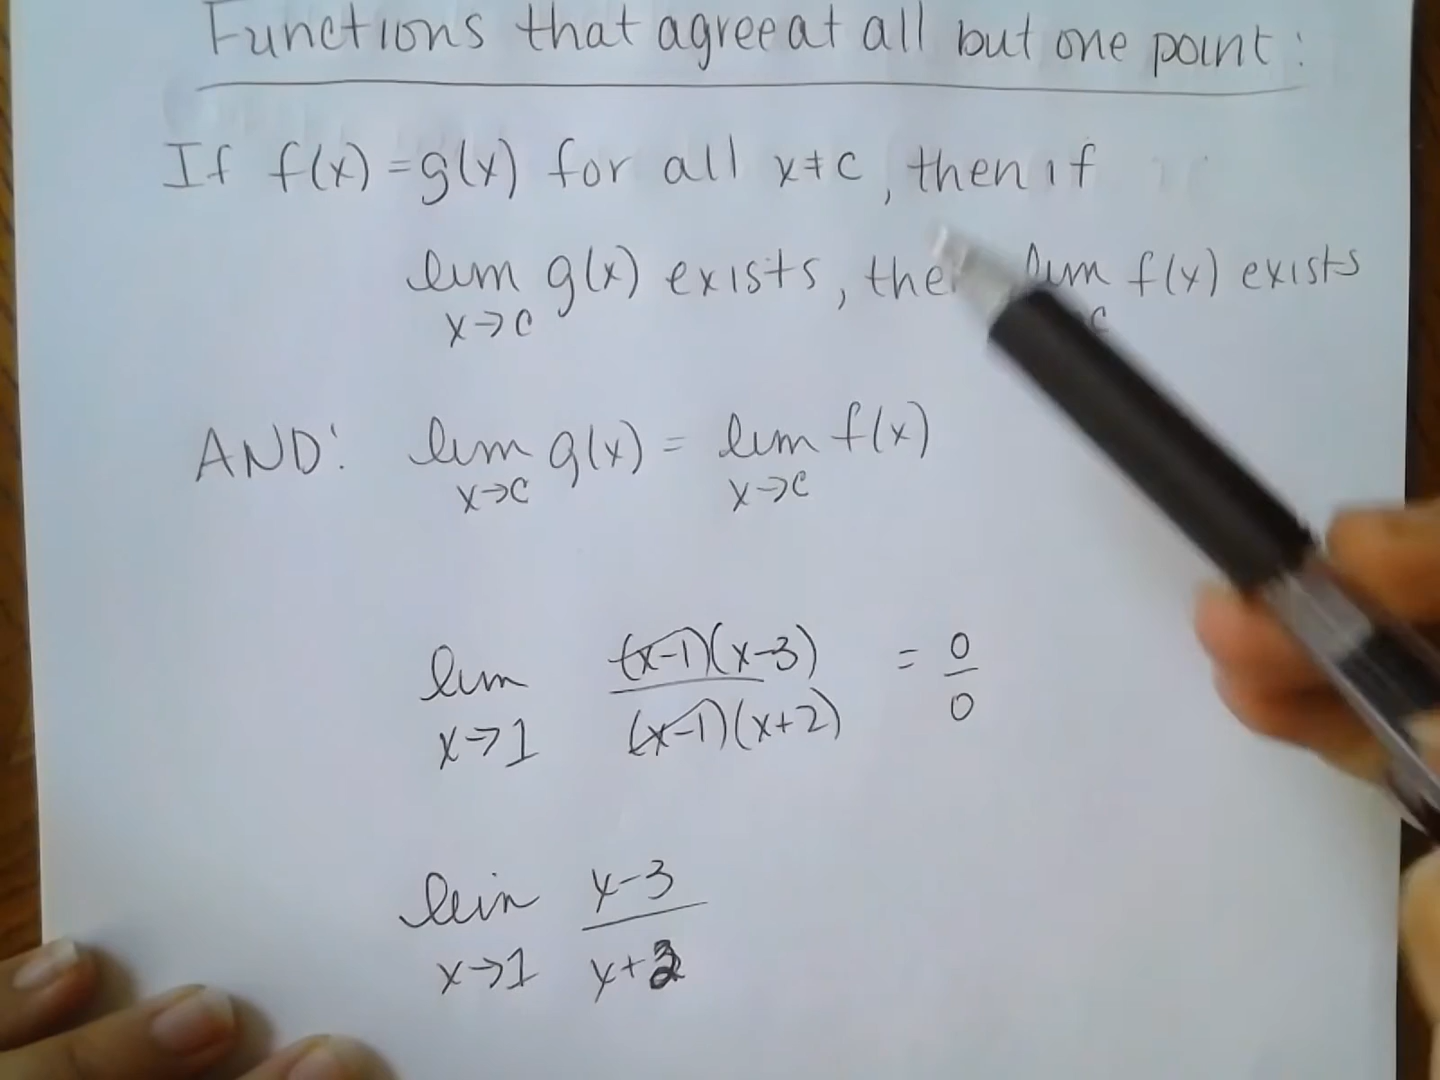 Functions that agree at all but one point:
If f(x) = g(x) for all x≠c, then if
lim g(x) exists, the lim f(x) exists
x→c c
AND: lim g(x) = lim f(x)
x→c x→c
lim (x-1)(x-3) = 0
x→1 (x-1)(x+2) 0
lim x-3
x→1 x+2